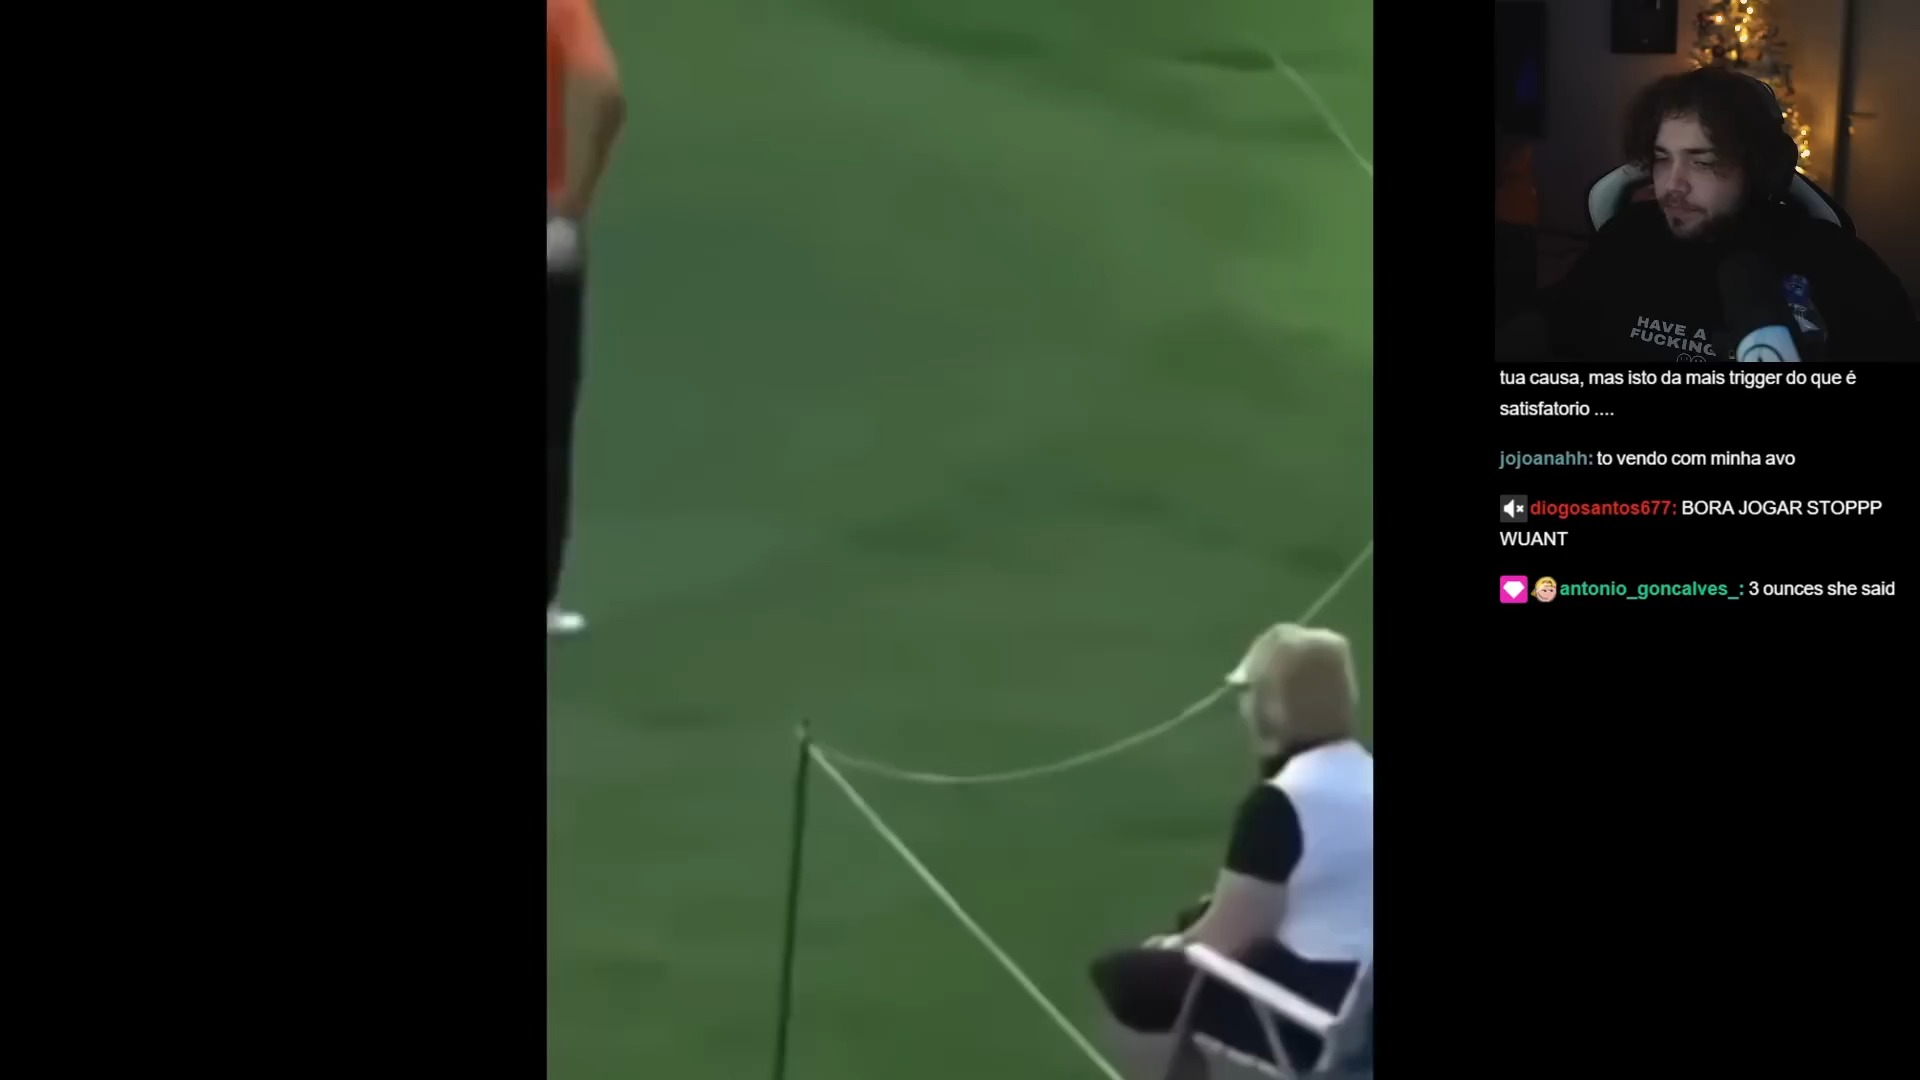 HAVE A
FUCKING
tua causa, mas isto da mais trigger do que é
satisfatorio ....
jojoanahh: to vendo com minha avo
diogosantos677: BORA JOGAR STOPPP
WUANT
antonio_goncalves_: 3 ounces she said